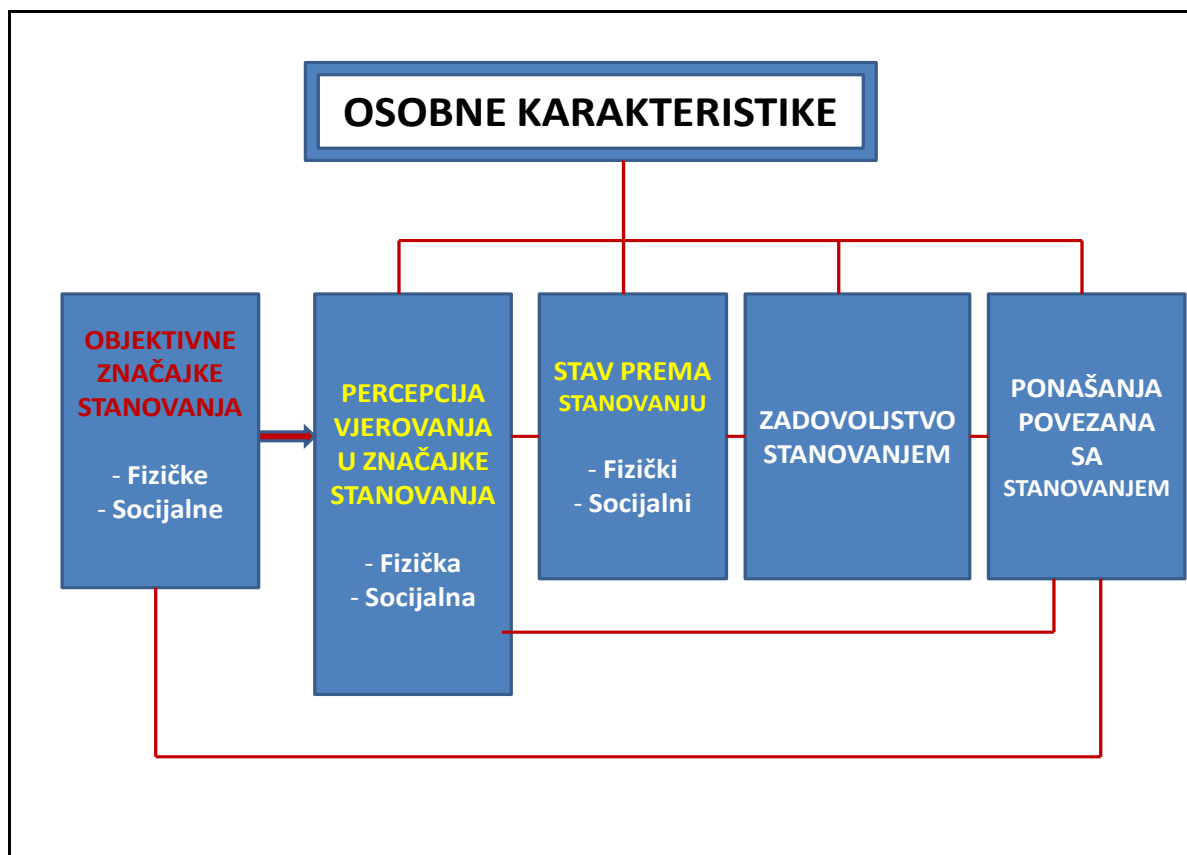 OSOBNE KARAKTERISTIKE
OBJEKTIVNE
ZNAČAJKE
STANOVANJA
- Fizičke
- Socijalne
PERCEPCIJA
VJEROVANJA
U ZNAČAJKE
STANOVANJA
- Fizička
- Socijalna
STAV PREMA
STANOVANJU
- Fizički
- Socijalni
ZADOVOLJSTVO
STANOVANJEM
PONAŠANJA
POVEZANA
SA
STANOVANJEM